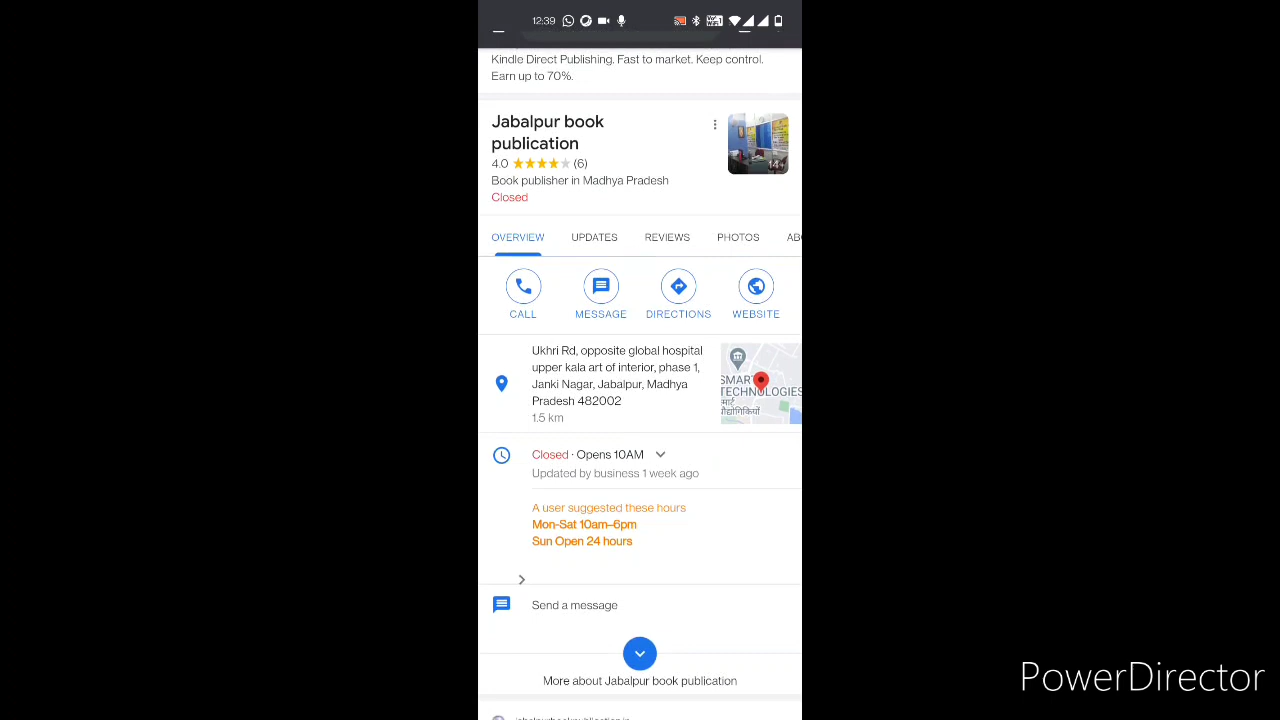 12:39
Kindle Direct Publishing. Fast to market. Keep control.
Earn up to 70%.
Jabalpur book
publication
4.0 (6)
14+
Book publisher in Madhya Pradesh
Closed
OVERVIEW UPDATES REVIEWS PHOTOS AB
CALL MESSAGE DIRECTIONS WEBSITE
Ukhri Rd, opposite global hospital
upper kala art of interior, phase 1,
Janki Nagar, Jabalpur, Madhya
Pradesh 482002
1.5 km
SMART
TECHNOLOGIES
स्मार्ट
टेक्नोलॉजीज
Closed · Opens 10AM
Updated by business 1 week ago
A user suggested these hours
Mon-Sat 10am–6pm
Sun Open 24 hours
Send a message
More about Jabalpur book publication
PowerDirector